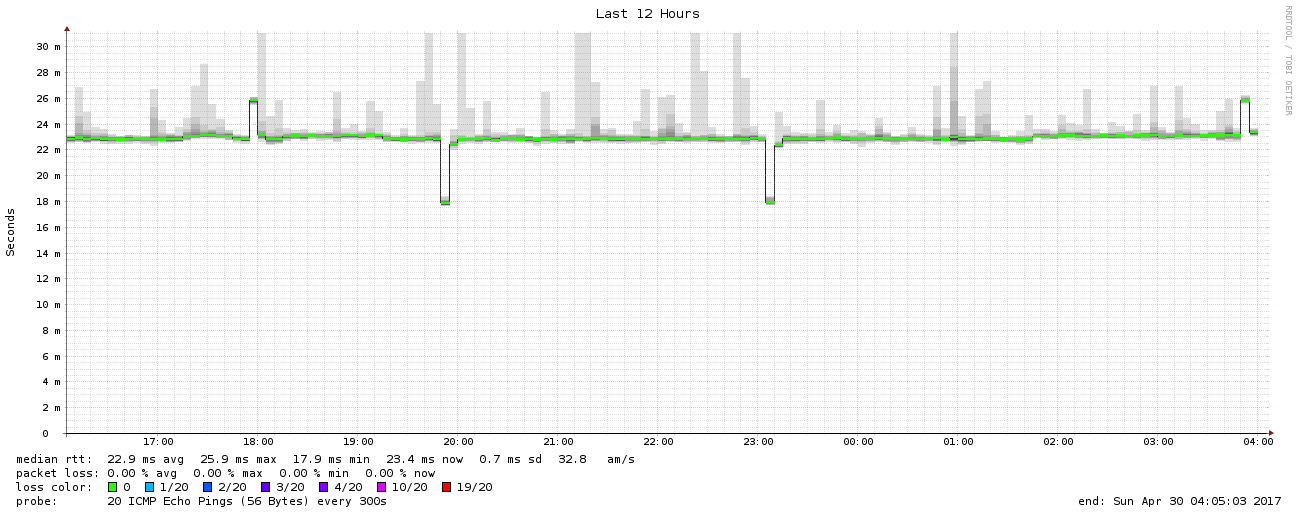 Last 12 Hours
RRDTOOL / TOBI OETIKER
Seconds
30 m
28 m
26 m
24 m
22 m
20 m
18 m
16 m
14 m
12 m
10 m
8 m
6 m
4 m
2 m
0
17:00 18:00 19:00 20:00 21:00 22:00 23:00 00:00 01:00 02:00 03:00 04:00
median rtt: 22.9 ms avg 25.9 ms max 17.9 ms min 23.4 ms now 0.7 ms sd 32.8 am/s
packet loss: 0.00 % avg 0.00 % max 0.00 % min 0.00 % now
loss color: 0 1/20 2/20 3/20 4/20 10/20 19/20
probe: 20 ICMP Echo Pings (56 Bytes) every 300s end: Sun Apr 30 04:05:03 2017